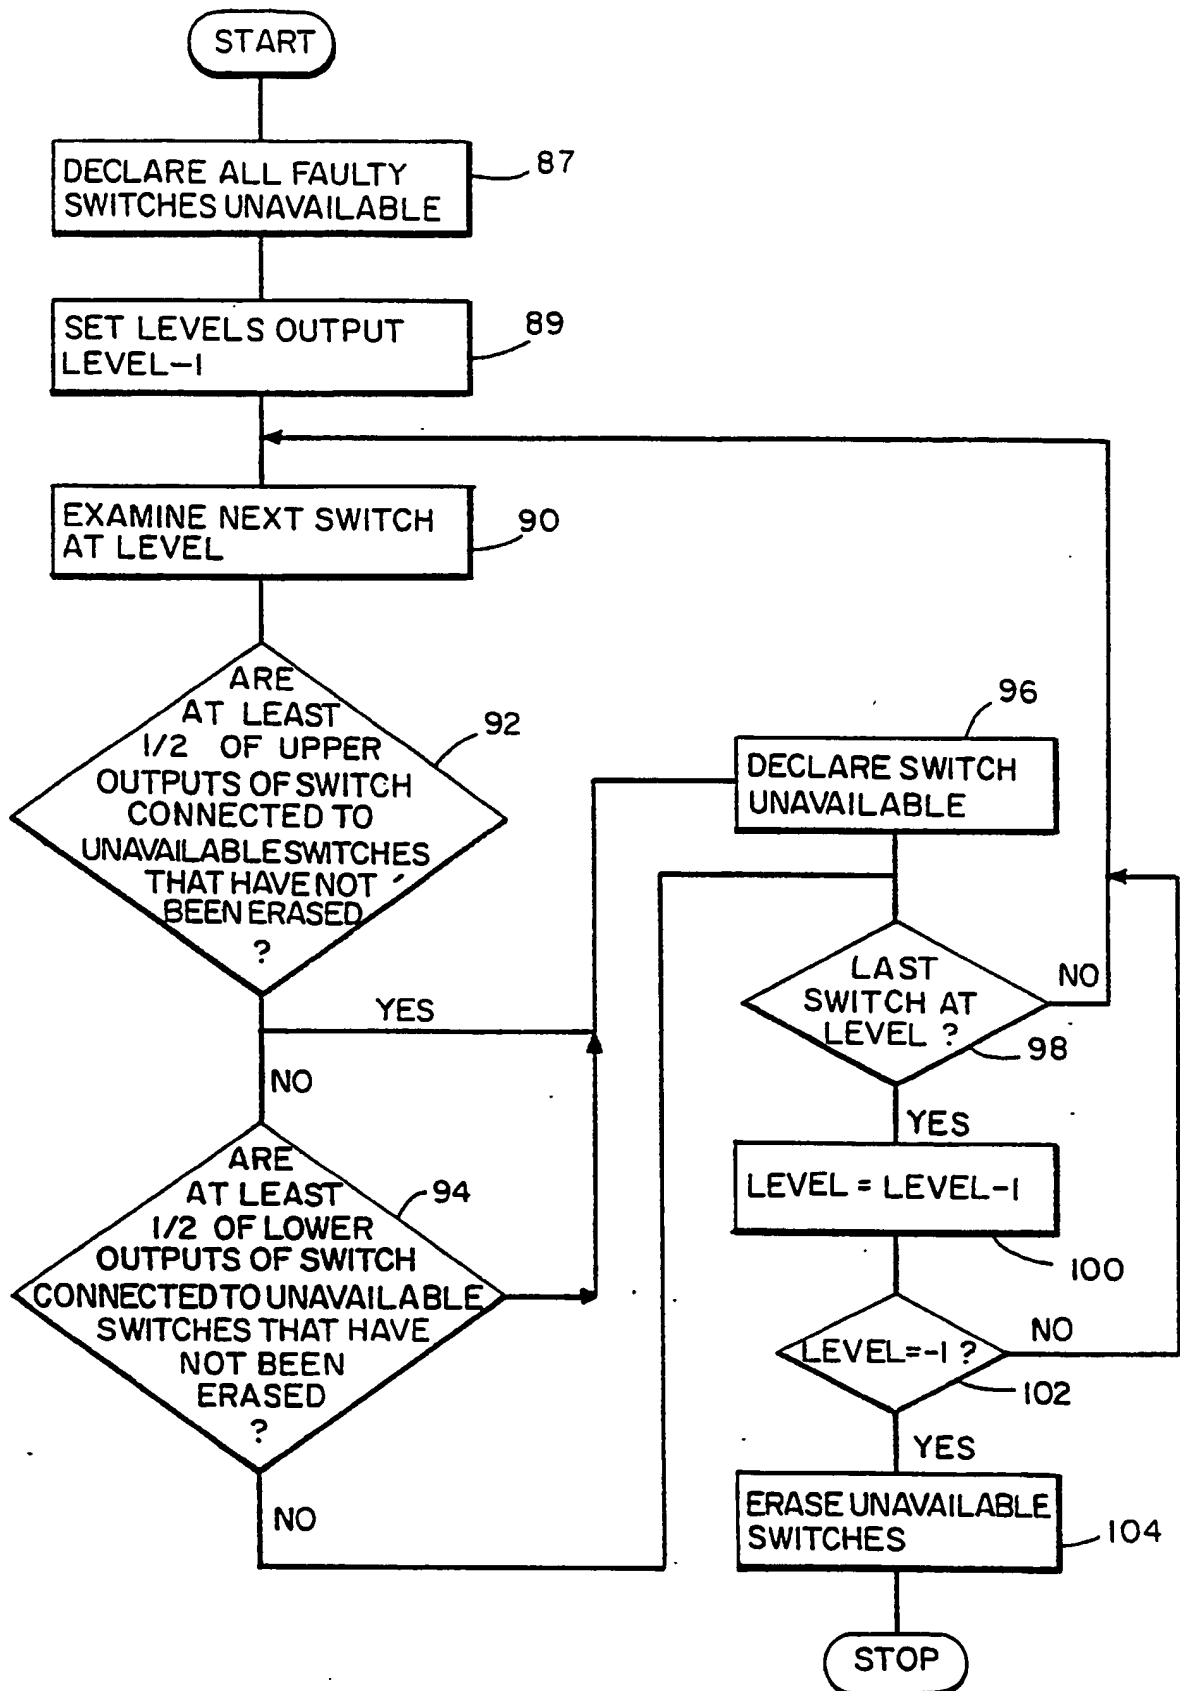 START
DECLARE ALL FAULTY
SWITCHES UNAVAILABLE
87
SET LEVELS OUTPUT
LEVEL-1
89
EXAMINE NEXT SWITCH
AT LEVEL
90
ARE
AT LEAST
1/2 OF UPPER
OUTPUTS OF SWITCH
CONNECTED TO
UNAVAILABLE SWITCHES
THAT HAVE NOT
BEEN ERASED
?
92
YES
NO
ARE
AT LEAST
1/2 OF LOWER
OUTPUTS OF SWITCH
CONNECTED TO UNAVAILABLE
SWITCHES THAT HAVE
NOT BEEN
ERASED
?
94
NO
96
DECLARE SWITCH
UNAVAILABLE
LAST
SWITCH AT
LEVEL ?
NO
98
YES
LEVEL = LEVEL-1
100
LEVEL=-1 ?
NO
102
YES
ERASE UNAVAILABLE
SWITCHES
104
STOP